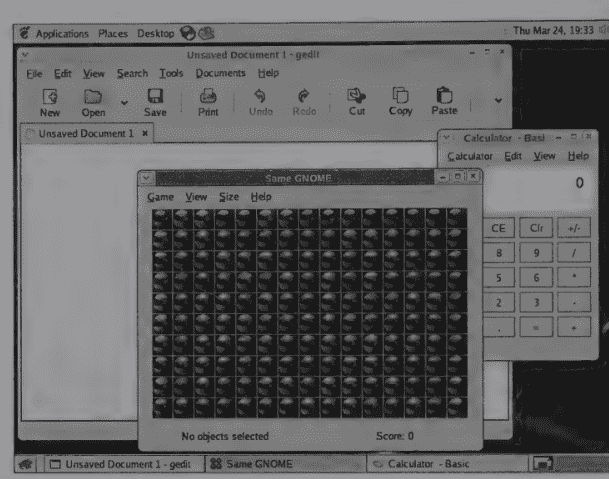 Applications Places Desktop Thu Mar 24, 19:33
Unsaved Document 1 - gedit
File Edit View Search Tools Documents Help
New Open Save Print Undo Redo Cut Copy Paste
Unsaved Document 1
Calculator - Basi
Calculator Edit View Help
0
CE Clr +/-
8 9 /
5 6 *
2 3 -
. = +
Same GNOME
Game View Size Help
No objects selected Score: 0
Unsaved Document 1 - gedit Same GNOME Calculator - Basic